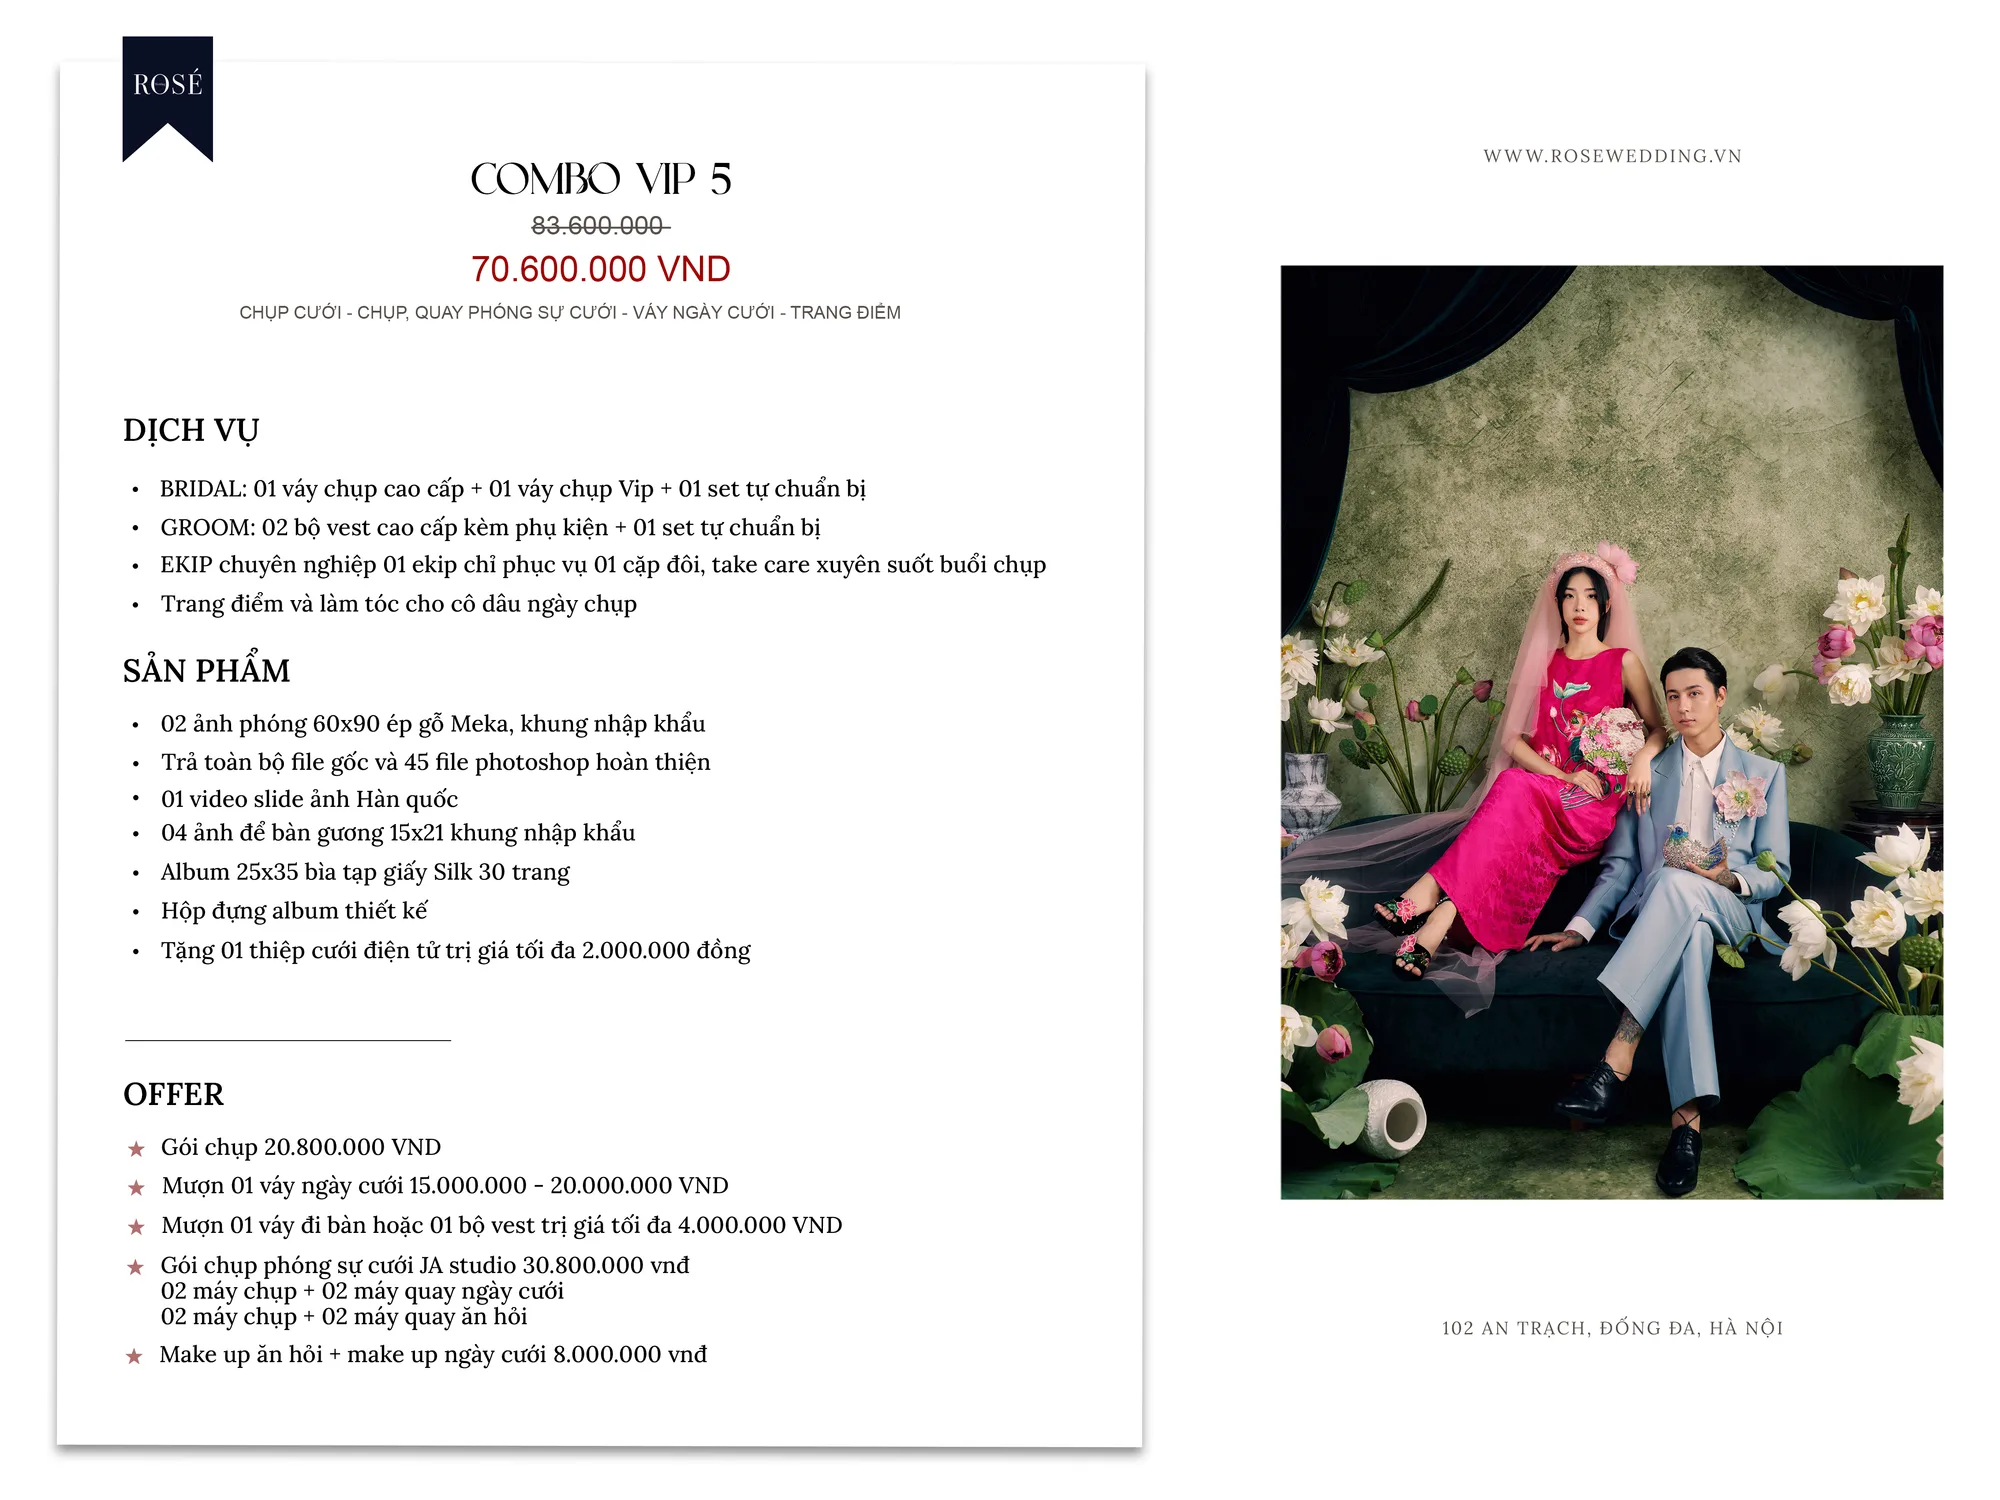 ROSÉ
COMBO VIP 5
83.600.000
70.600.000 VND
CHỤP CƯỚI - CHỤP, QUAY PHÓNG SỰ CƯỚI - VÁY NGÀY CƯỚI - TRANG ĐIỂM
DỊCH VỤ
• BRIDAL: 01 váy chụp cao cấp + 01 váy chụp Vip + 01 set tự chuẩn bị
• GROOM: 02 bộ vest cao cấp kèm phụ kiện + 01 set tự chuẩn bị
• EKIP chuyên nghiệp 01 ekip chỉ phục vụ 01 cặp đôi, take care xuyên suốt buổi chụp
• Trang điểm và làm tóc cho cô dâu ngày chụp
SẢN PHẨM
• 02 ảnh phóng 60x90 ép gỗ Meka, khung nhập khẩu
• Trả toàn bộ file gốc và 45 file photoshop hoàn thiện
• 01 video slide ảnh Hàn quốc
• 04 ảnh để bàn gương 15x21 khung nhập khẩu
• Album 25x35 bìa tạp giấy Silk 30 trang
• Hộp đựng album thiết kế
• Tặng 01 thiệp cưới điện tử trị giá tối đa 2.000.000 đồng
OFFER
★ Gói chụp 20.800.000 VND
★ Mượn 01 váy ngày cưới 15.000.000 - 20.000.000 VND
★ Mượn 01 váy đi bàn hoặc 01 bộ vest trị giá tối đa 4.000.000 VND
★ Gói chụp phóng sự cưới JA studio 30.800.000 vnđ
02 máy chụp + 02 máy quay ngày cưới
02 máy chụp + 02 máy quay ăn hỏi
★ Make up ăn hỏi + make up ngày cưới 8.000.000 vnđ
WWW.ROSEWEDDING.VN
102 AN TRẠCH, ĐỐNG ĐA, HÀ NỘI